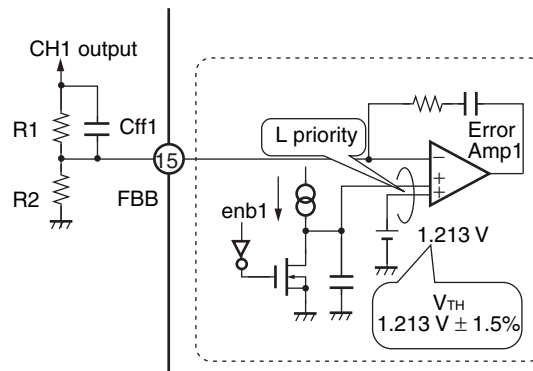 CH1 output
R1
Cff1
R2
15
FBB
L priority
enb1
Error
Amp1
−
+
+
1.213 V
VTH
1.213 V ± 1.5%